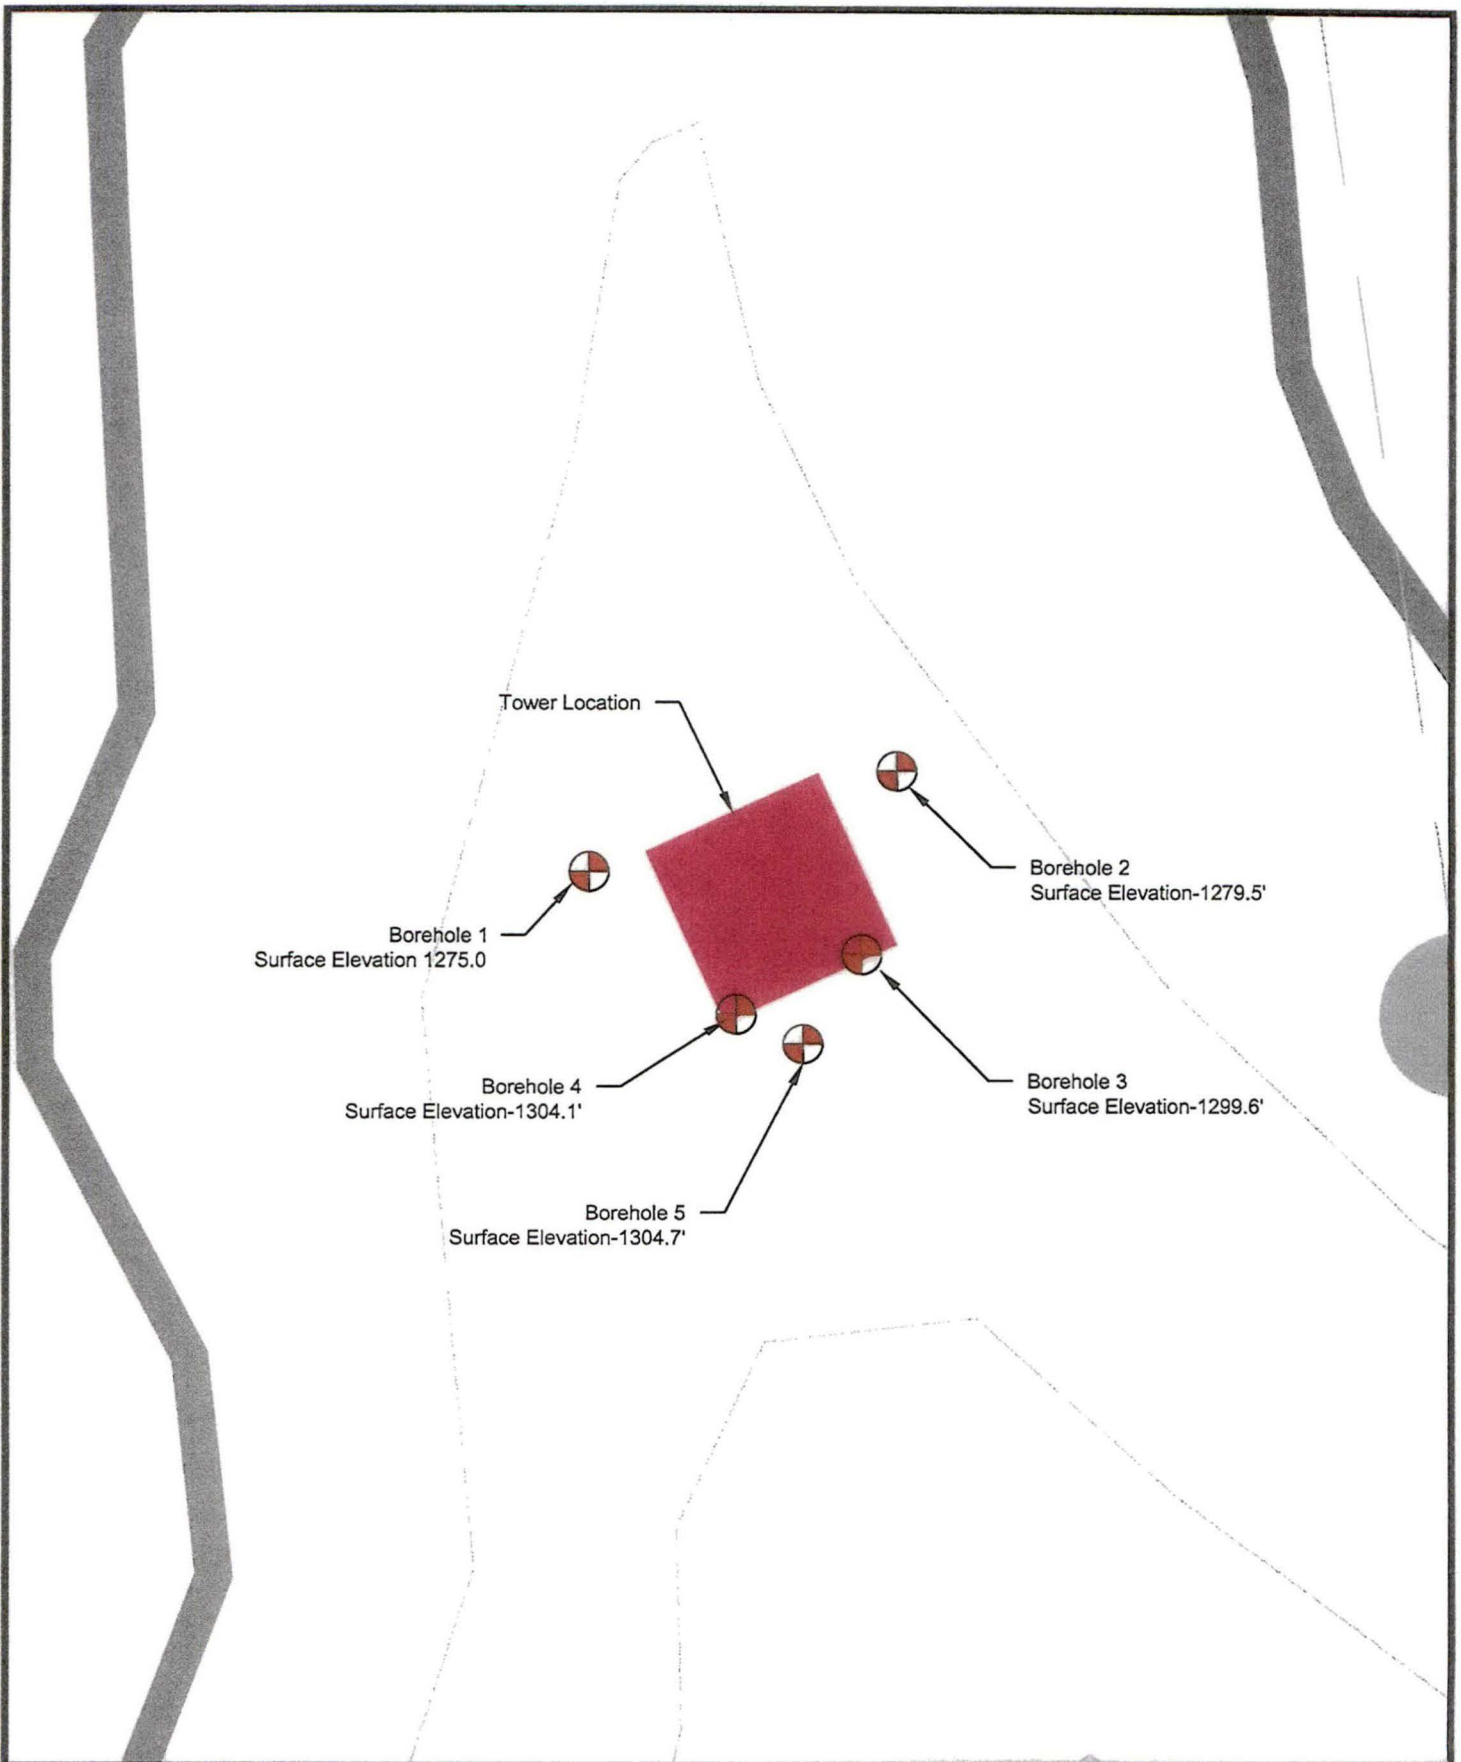 Tower Location
Borehole 2
Surface Elevation-1279.5'
Borehole 1
Surface Elevation 1275.0
Borehole 4
Surface Elevation-1304.1'
Borehole 3
Surface Elevation-1299.6'
Borehole 5
Surface Elevation-1304.7'